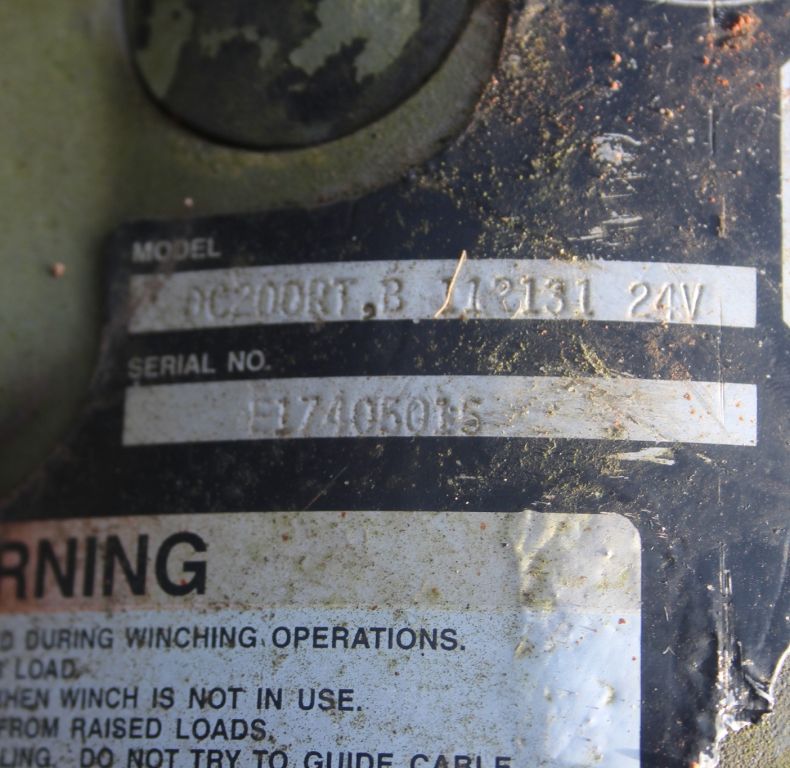 MODEL
DC200RT,B 112131 24V
SERIAL NO.
E17405015
RNING
D DURING WINCHING OPERATIONS.
LOAD.
HEN WINCH IS NOT IN USE.
FROM RAISED LOADS.
LING. DO NOT TRY TO GUIDE CABLE